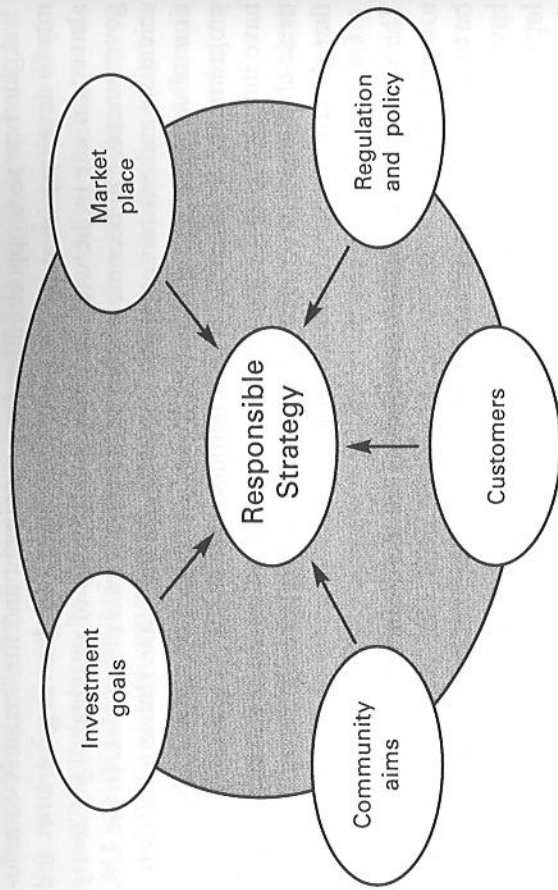 Investment
goals
Market
place
Responsible
Strategy
Community
aims
Regulation
and policy
Customers